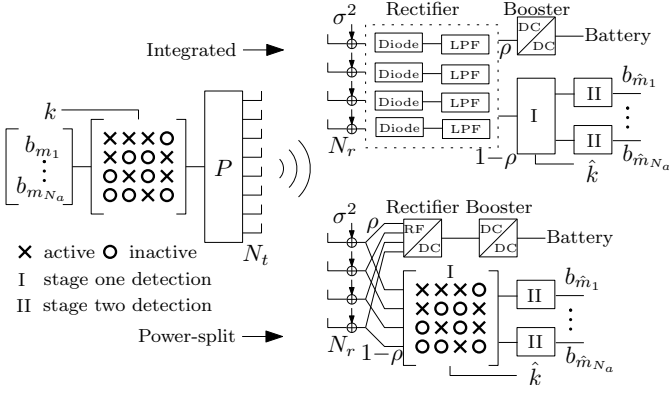 Integrated
σ²
Rectifier
Booster
Diode LPF
Diode LPF
Diode LPF
Diode LPF
N_r
ρ
DC
DC
Battery
I
II
II
b_{\hat{m}_1}
⋮
b_{\hat{m}_{N_a}}
1−ρ
\hat{k}
k
b_{m_1}
⋮
b_{m_{N_a}}
P
N_t
× active ○ inactive
I stage one detection
II stage two detection
Power-split
σ²
ρ
Rectifier Booster
RF
DC
DC
DC
Battery
I
II
II
b_{\hat{m}_1}
⋮
b_{\hat{m}_{N_a}}
N_r
1−ρ
\hat{k}